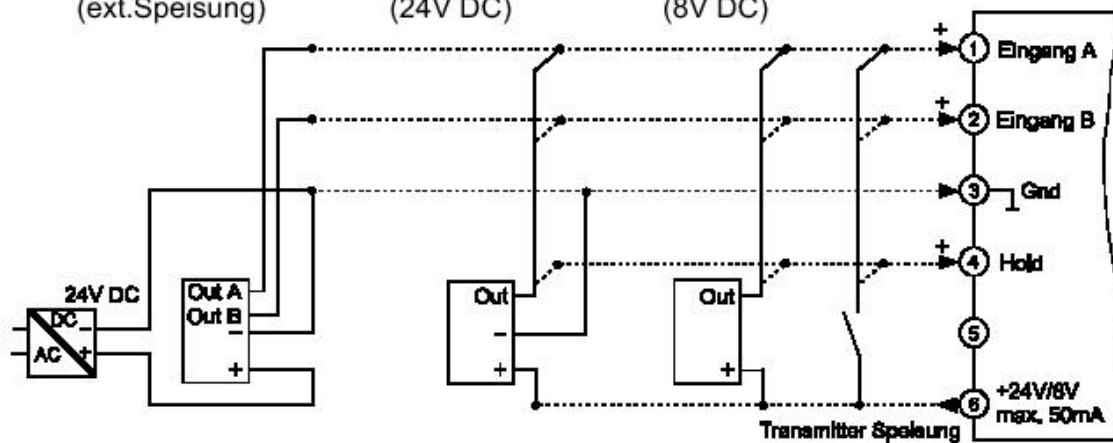 (ext.Speisung)
(24V DC)
(8V DC)
+
1 Eingang A
+
2 Eingang B
3 Gnd
+
4 Hold
5
6 +24V/8V
max. 50mA
Transmitter Speisung
24V DC
DC -
AC +
Out A
Out B
-
+
Out
-
+
Out
+